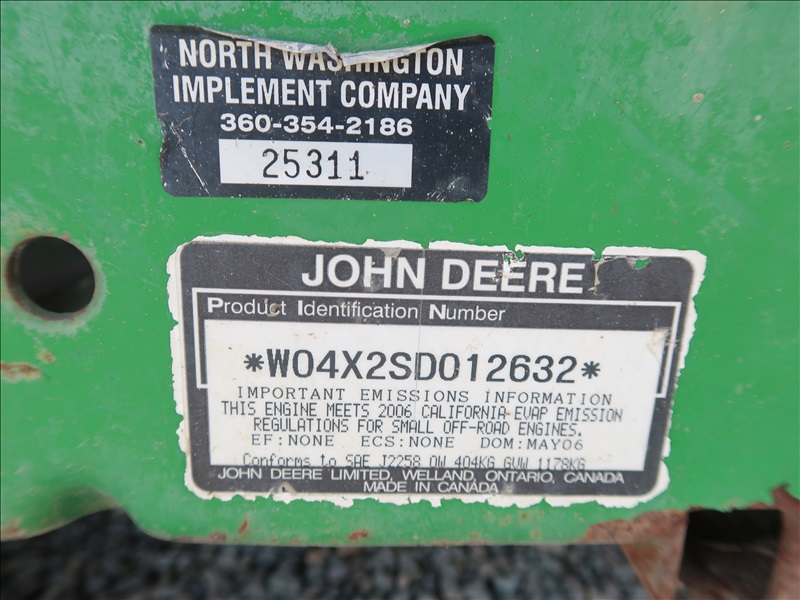 NORTH WASHINGTON
IMPLEMENT COMPANY
360-354-2186
25311
JOHN DEERE
Product Identification Number
*W04X2SD012632*
IMPORTANT EMISSIONS INFORMATION
THIS ENGINE MEETS 2006 CALIFORNIA EVAP EMISSION
REGULATIONS FOR SMALL OFF-ROAD ENGINES.
EF:NONE ECS:NONE DOM:MAY06
Conforms to SAE J2258 OW 404KG GVW 1178KG
JOHN DEERE LIMITED, WELLAND, ONTARIO, CANADA
MADE IN CANADA